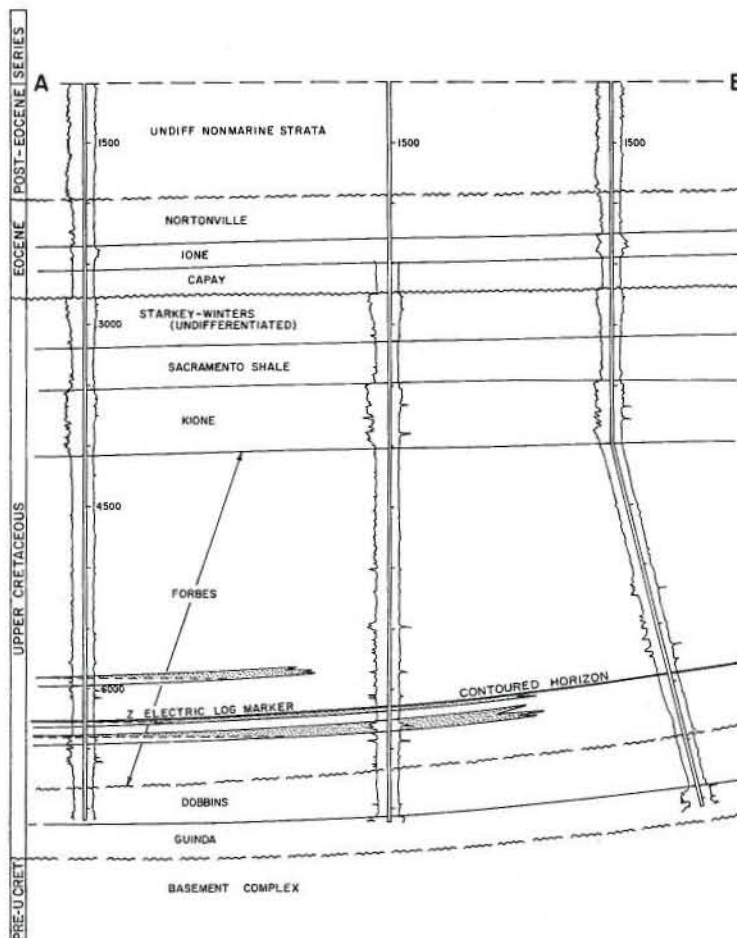 POST-EOCENE SERIES
EOCENE
UPPER CRETACEOUS
PRE-U CRET
A
UNDIFF NONMARINE STRATA
1500
1500
1500
NORTONVILLE
IONE
CAPAY
STARKEY-WINTERS
(UNDIFFERENTIATED)
3000
SACRAMENTO SHALE
KIONE
4500
FORBES
6000
CONTOURED HORIZON
Z ELECTRIC LOG MARKER
DOBBINS
GUINDA
BASEMENT COMPLEX